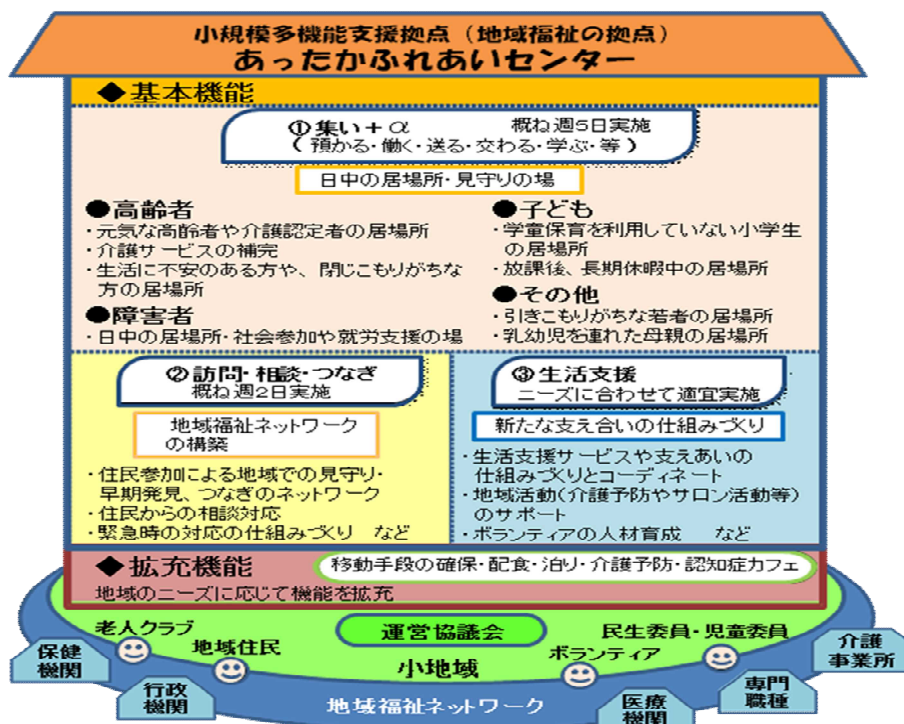 小規模多機能支援拠点（地域福祉の拠点）
あったかふれあいセンター
◆基本機能
①集い＋α　概ね週5日実施
（預かる・働く・送る・交わる・学ぶ・等）
日中の居場所・見守りの場
●高齢者
・元気な高齢者や介護認定者の居場所
・介護サービスの補完
・生活に不安のある方や、閉じこもりがちな
方の居場所
●障害者
・日中の居場所・社会参加や就労支援の場
●子ども
・学童保育を利用していない小学生
の居場所
・放課後、長期休暇中の居場所
●その他
・引きこもりがちな若者の居場所
・乳幼児を連れた母親の居場所
②訪問・相談・つなぎ
概ね週2日実施
地域福祉ネットワーク
の構築
・住民参加による地域での見守り・
早期発見、つなぎのネットワーク
・住民からの相談対応
・緊急時の対応の仕組みづくり　など
③生活支援
ニーズに合わせて適宜実施
新たな支え合いの仕組みづくり
・生活支援サービスや支えあいの
仕組みづくりとコーディネート
・地域活動（介護予防やサロン活動等）
のサポート
・ボランティアの人材育成　など
◆拡充機能
移動手段の確保・配食・泊り・介護予防・認知症カフェ
地域のニーズに応じて機能を拡充
老人クラブ
地域住民
運営協議会
小地域
民生委員・児童委員
ボランティア
保健
機関
行政
機関
地域福祉ネットワーク
医療
機関
専門
職種
介護
事業所